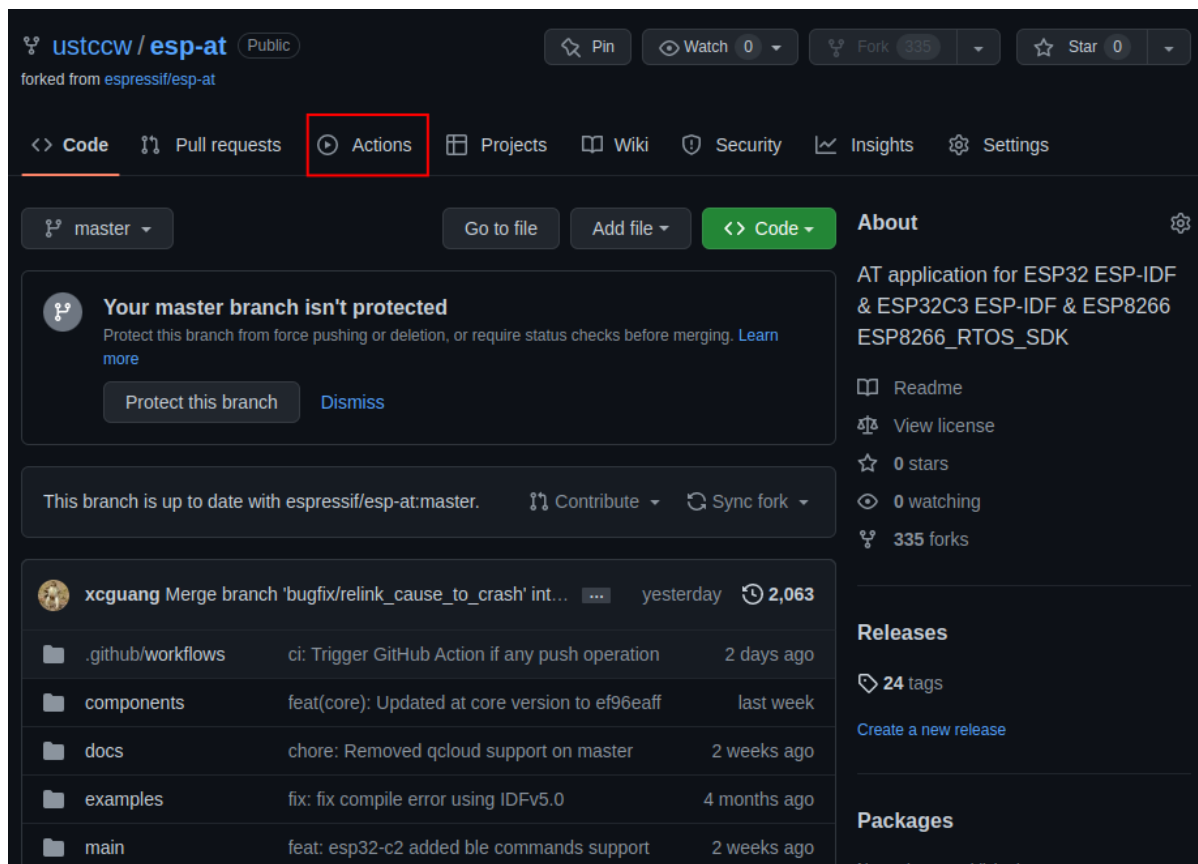 ustccw / esp-at Public
Pin
Watch 0
Fork 335
Star 0
forked from espressif/esp-at
Code
Pull requests
Actions
Projects
Wiki
Security
Insights
Settings
master
Go to file
Add file
Code
Your master branch isn't protected
Protect this branch from force pushing or deletion, or require status checks before merging. Learn
more
Protect this branch
Dismiss
This branch is up to date with espressif/esp-at:master.
Contribute
Sync fork
xcguang Merge branch 'bugfix/relink_cause_to_crash' int… ... yesterday 2,063
.github/workflows ci: Trigger GitHub Action if any push operation 2 days ago
components feat(core): Updated at core version to ef96eaff last week
docs chore: Removed qcloud support on master 2 weeks ago
examples fix: fix compile error using IDFv5.0 4 months ago
main feat: esp32-c2 added ble commands support 2 weeks ago
About
AT application for ESP32 ESP-IDF
& ESP32C3 ESP-IDF & ESP8266
ESP8266_RTOS_SDK
Readme
View license
0 stars
0 watching
335 forks
Releases
24 tags
Create a new release
Packages